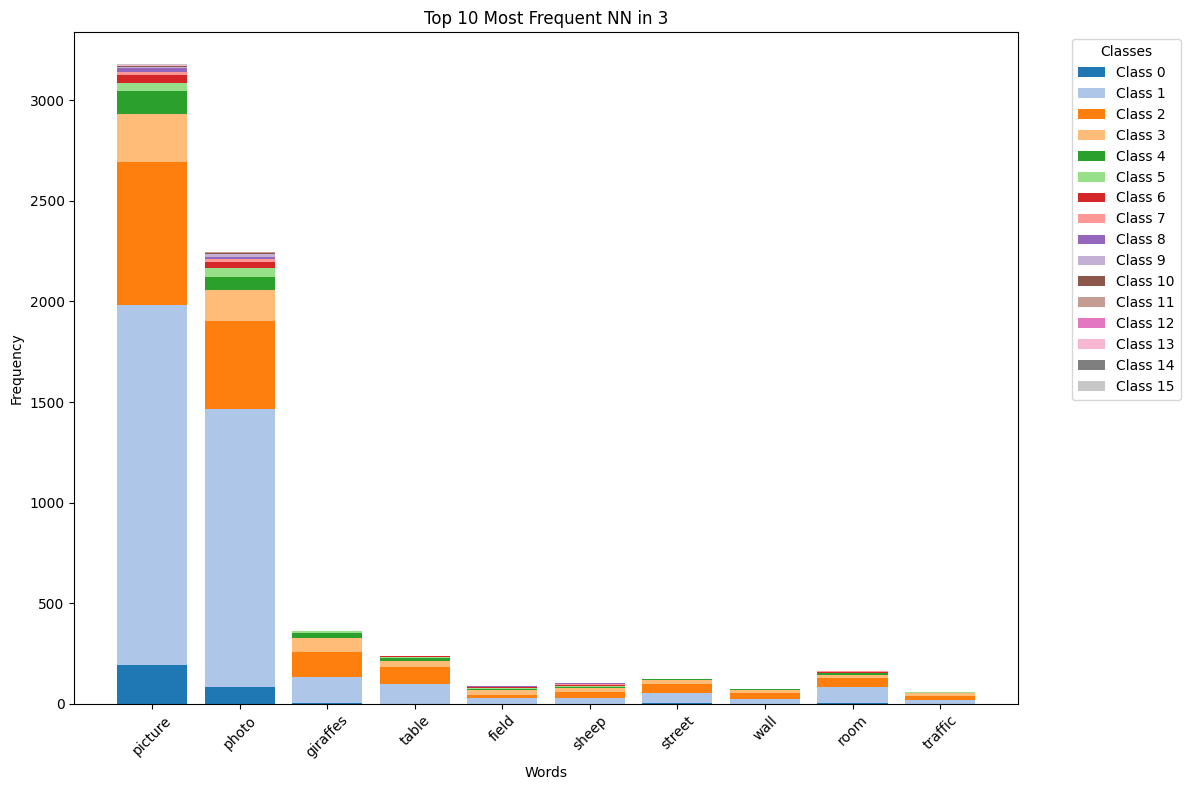 Top 10 Most Frequent NN in 3
Frequency
3000
2500
2000
1500
1000
500
0
picture
photo
giraffes
table
field
sheep
street
wall
room
traffic
Words
Classes
Class 0
Class 1
Class 2
Class 3
Class 4
Class 5
Class 6
Class 7
Class 8
Class 9
Class 10
Class 11
Class 12
Class 13
Class 14
Class 15